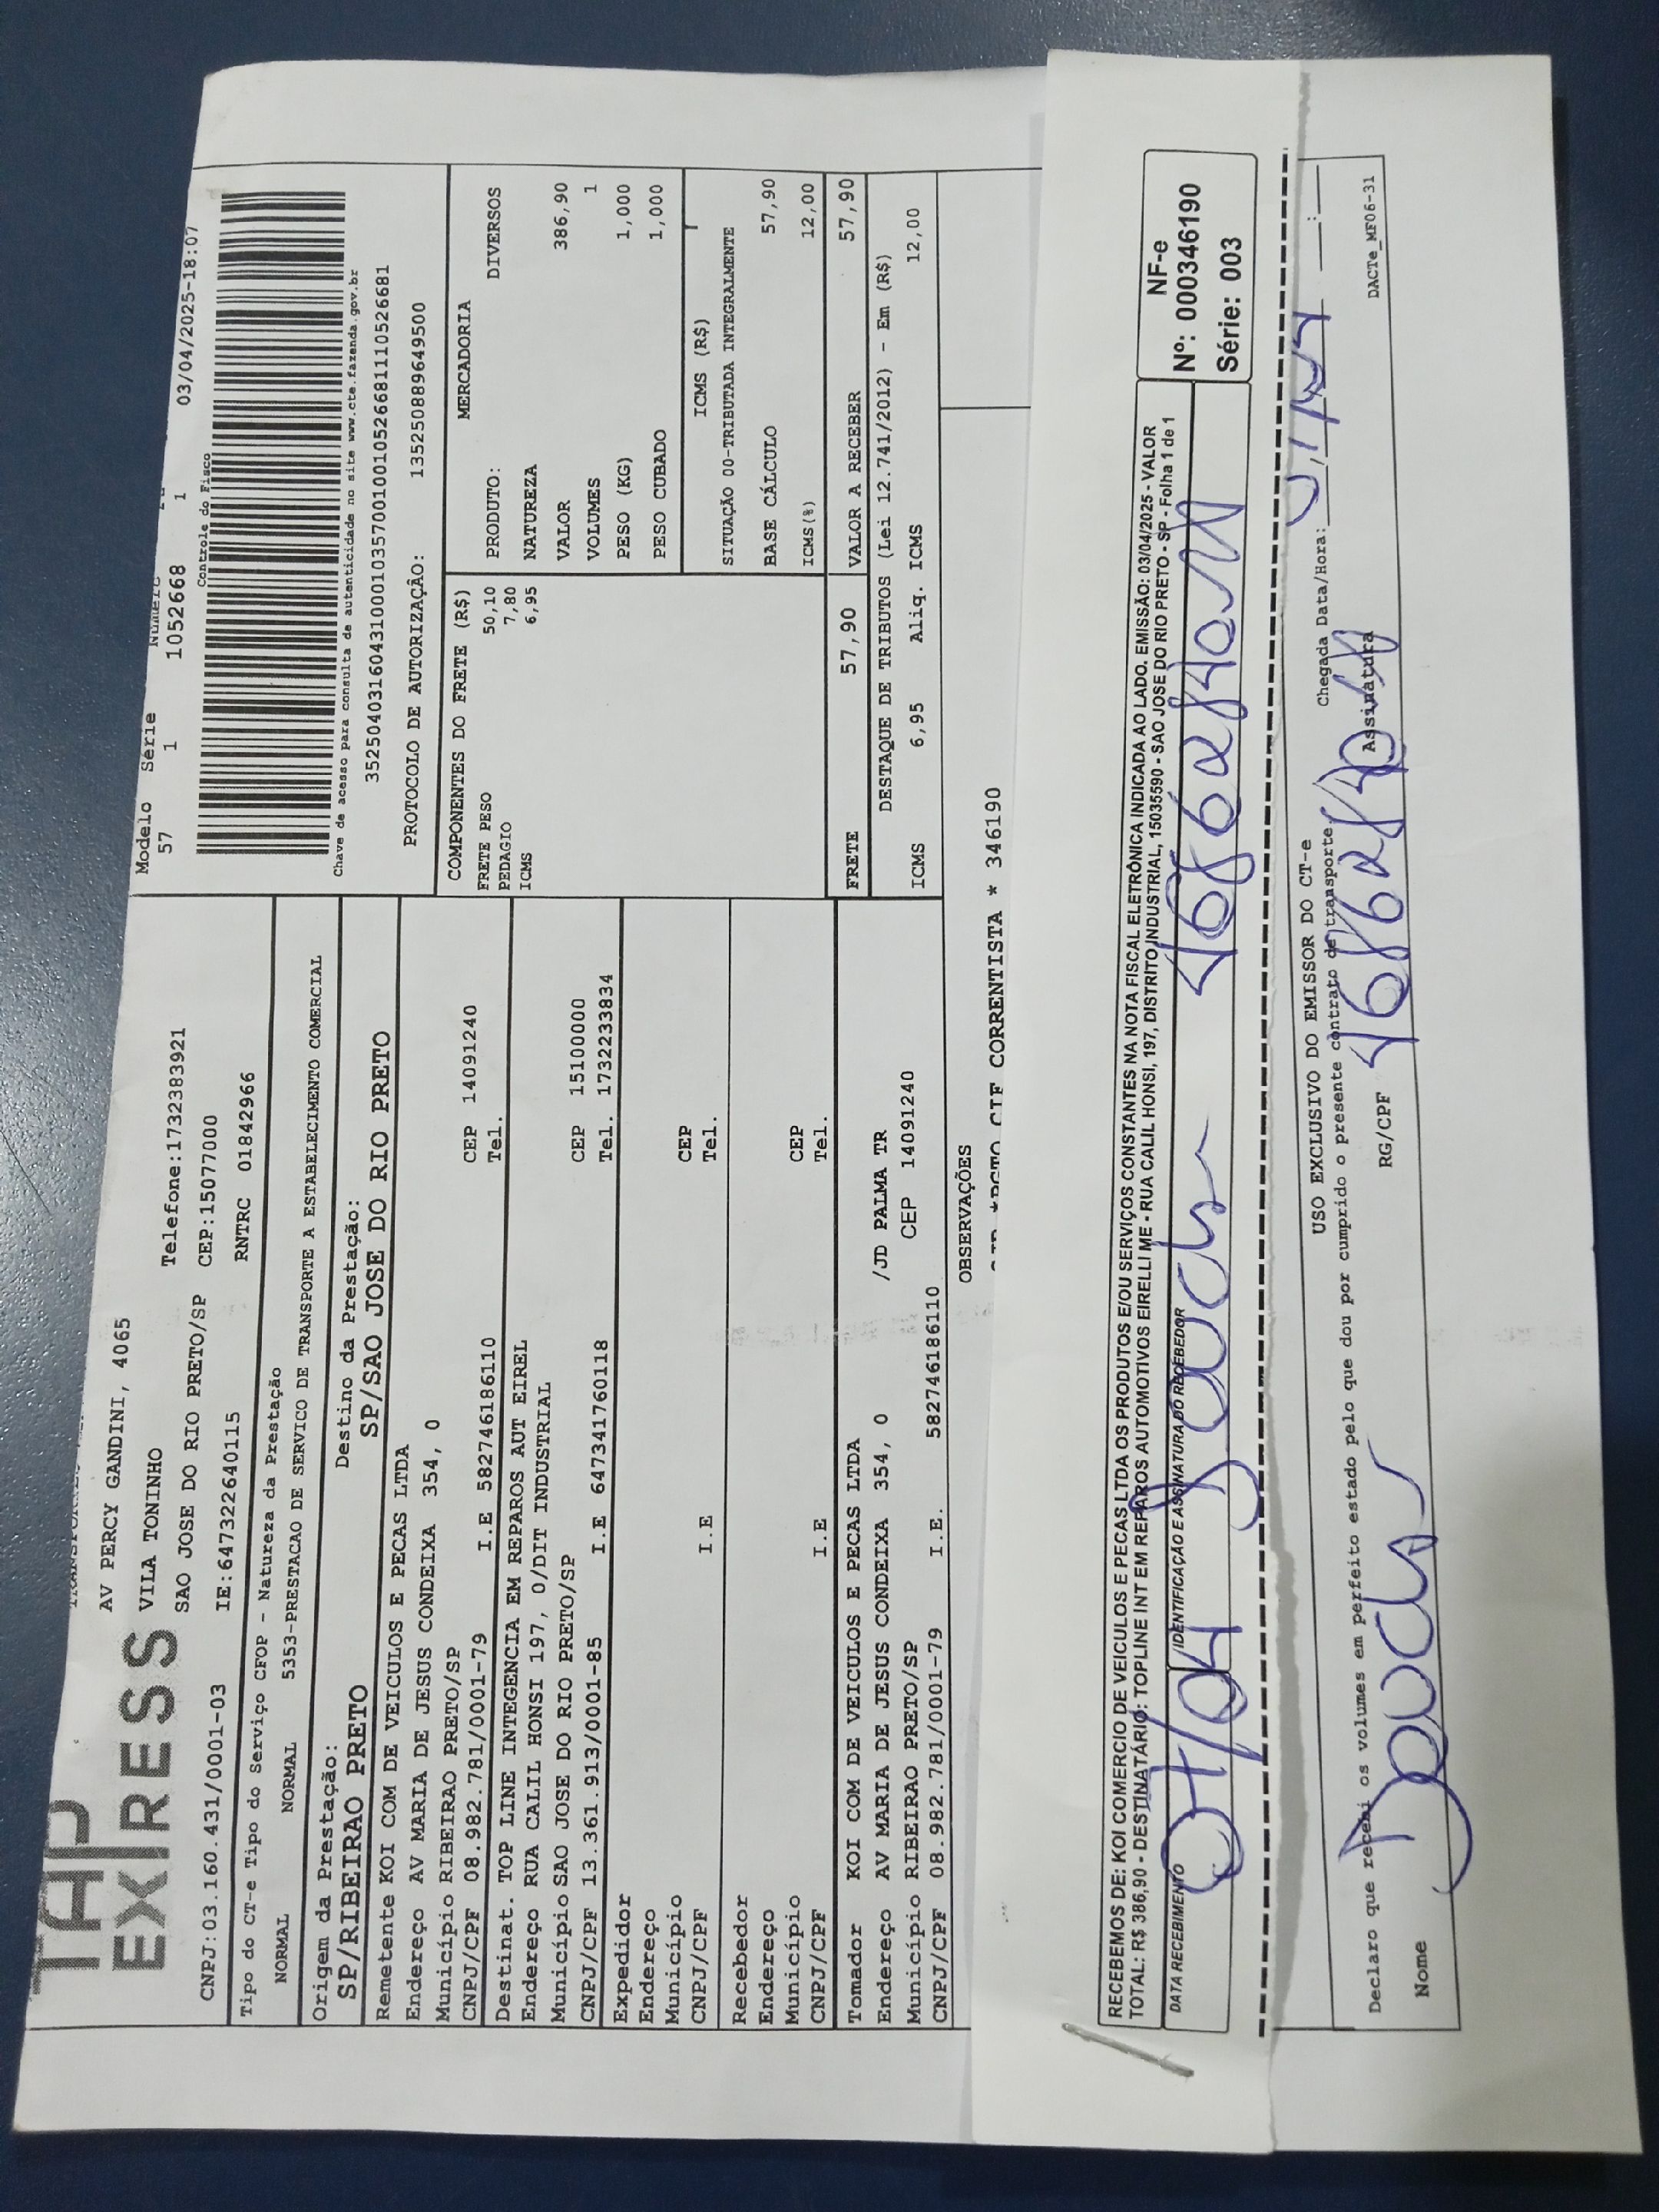 TAP
EXPRESS
AV PERCY GANDINI, 4065
VILA TONINHO
SAO JOSE DO RIO PRETO/SP
Telefone:1732383921
CEP:15077000
CNPJ:03.160.431/0001-03
IE:647322640115
RNTRC 01842966
Modelo Série
57 1 1052668 1 03/04/2025-18:07
Controle do Fisco
Chave de acesso para consulta de autenticidade no site www.cte.fazenda.gov.br
35250403160431000103570010010526681110526681
PROTOCOLO DE AUTORIZAÇÃO: 135250889649500
Tipo do CT-e Tipo do Serviço CFOP - Natureza da Prestação
NORMAL NORMAL 5353-PRESTACAO DE SERVICO DE TRANSPORTE A ESTABELECIMENTO COMERCIAL
Origem da Prestação: Destino da Prestação:
SP/RIBEIRAO PRETO SP/SAO JOSE DO RIO PRETO
Remetente KOI COM DE VEICULOS E PECAS LTDA
Endereço AV MARIA DE JESUS CONDEIXA 354, 0
Município RIBEIRAO PRETO/SP CEP 14091240
CNPJ/CPF 08.982.781/0001-79 I.E 582746186110 Tel.
Destinat. TOP LINE INTEGENCIA EM REPAROS AUT EIREL
Endereço RUA CALIL HONSI 197, 0/DIT INDUSTRIAL
Município SAO JOSE DO RIO PRETO/SP CEP 15100000
CNPJ/CPF 13.361.913/0001-85 I.E 647341760118 Tel. 1732233834
Expedidor
Endereço
Município CEP
CNPJ/CPF I.E Tel.
Recebedor
Endereço
Município CEP
CNPJ/CPF I.E Tel.
Tomador KOI COM DE VEICULOS E PECAS LTDA
Endereço AV MARIA DE JESUS CONDEIXA 354, 0 /JD PALMA TR
Município RIBEIRAO PRETO/SP CEP 14091240
CNPJ/CPF 08.982.781/0001-79 I.E. 582746186110
COMPONENTES DO FRETE (R$)
FRETE PESO 50,10
PEDAGIO 7,80
ICMS 6,95
MERCADORIA
PRODUTO: DIVERSOS
NATUREZA
VALOR 386,90
VOLUMES 1
PESO (KG) 1,000
PESO CUBADO 1,000
ICMS (R$)
SITUAÇÃO 00-TRIBUTADA INTEGRALMENTE
BASE CÁLCULO 57,90
ICMS(%) 12,00
FRETE 57,90 VALOR A RECEBER 57,90
DESTAQUE DE TRIBUTOS (Lei 12.741/2012) - Em (R$)
ICMS 6,95 Aliq. ICMS 12,00
OBSERVAÇÕES
CIF CORRENTISTA * 346190
RECEBEMOS DE: KOI COMERCIO DE VEICULOS E PECAS LTDA OS PRODUTOS E/OU SERVIÇOS CONSTANTES NA NOTA FISCAL ELETRÔNICA INDICADA AO LADO. EMISSÃO: 03/04/2025 - VALOR
TOTAL: R$ 386,90 - DESTINATÁRIO: TOPLINE INT EM REPAROS AUTOMOTIVOS EIRELLI ME - RUA CALIL HONSI, 197, DISTRITO INDUSTRIAL, 15035590 - SAO JOSE DO RIO PRETO - SP - Folha 1 de 1
DATA RECEBIMENTO IDENTIFICAÇÃO E ASSINATURA DO RECEBEDOR
07/04
NF-e
Nº: 000346190
Série: 003
USO EXCLUSIVO DO EMISSOR DO CT-e
Declaro que recebi os volumes em perfeito estado pelo que dou por cumprido o presente contrato de transporte
Chegada Data/Hora:
Nome RG/CPF Assinatura
DACTe_MF06-31